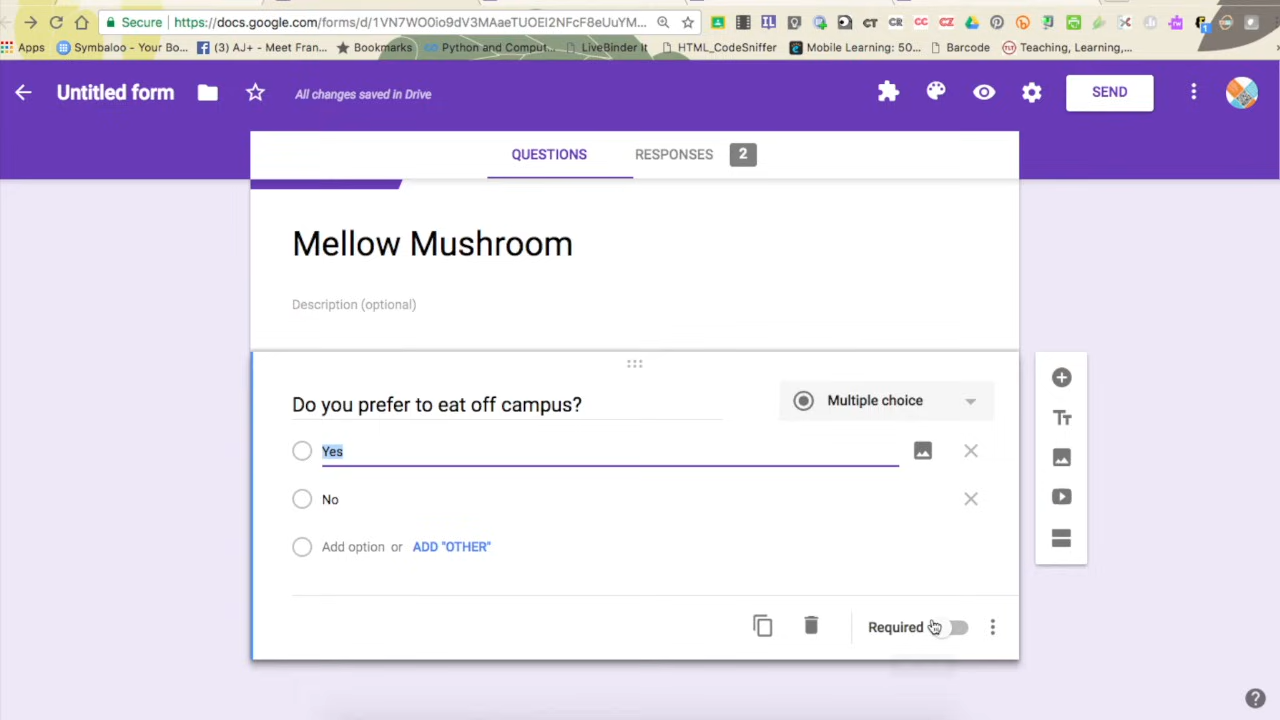 Secure https://docs.google.com/forms/d/1VN7WO0io9dV3MAaeTUOEI2NFcF8eUuYM...
Apps Symbaloo - Your Bo... (3) AJ+ - Meet Fran... Bookmarks Python and Comput... LiveBinder It HTML_CodeSniffer Mobile Learning: 50... Barcode Teaching, Learning,...
Untitled form All changes saved in Drive SEND
QUESTIONS RESPONSES 2
Mellow Mushroom
Description (optional)
Do you prefer to eat off campus? Multiple choice
Yes
No
Add option or ADD "OTHER"
Required